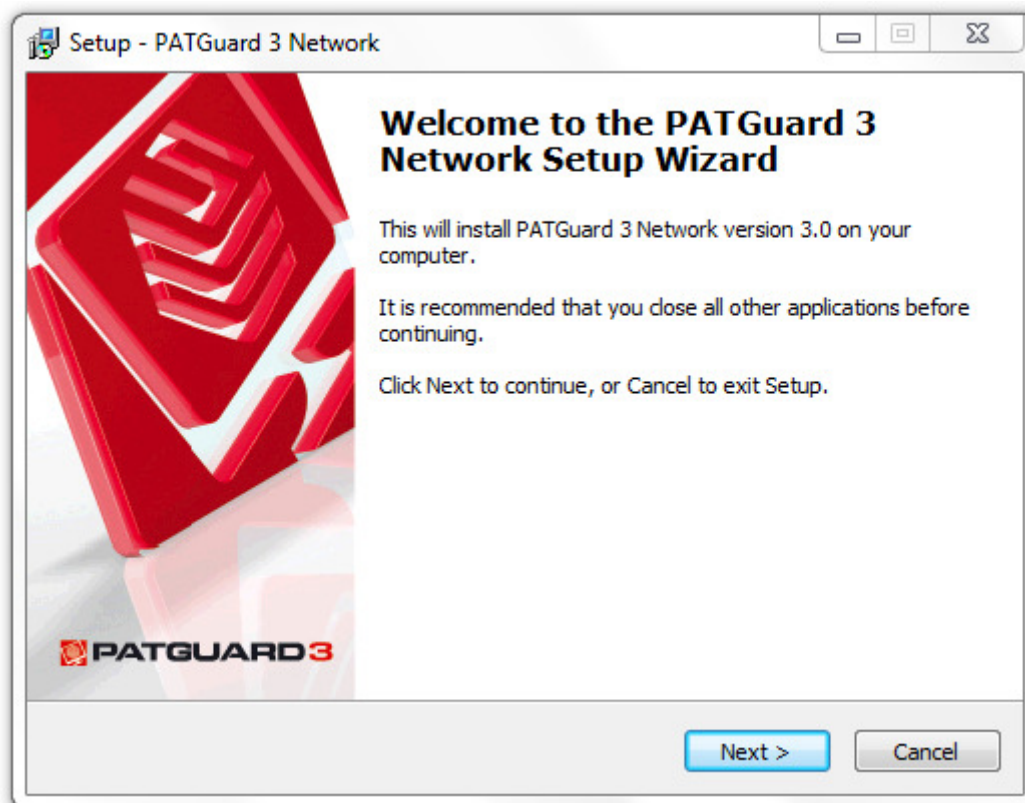 Setup - PATGuard 3 Network
Welcome to the PATGuard 3
Network Setup Wizard
This will install PATGuard 3 Network version 3.0 on your
computer.
It is recommended that you close all other applications before
continuing.
Click Next to continue, or Cancel to exit Setup.
PATGUARD3
Next >
Cancel